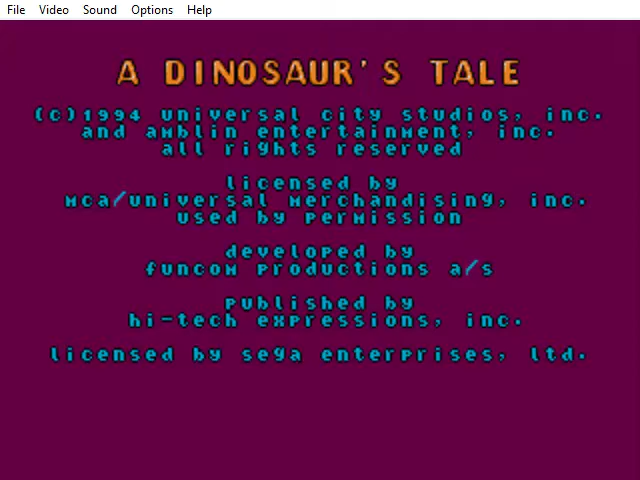 File Video Sound Options Help
A DINOSAUR'S TALE
(c)1994 universal city studios, inc.
and amblin entertainment, inc.
all rights reserved
licensed by
mca/universal merchandising, inc.
used by permission
developed by
funcom productions a/s
published by
hi-tech expressions, inc.
licensed by sega enterprises, ltd.